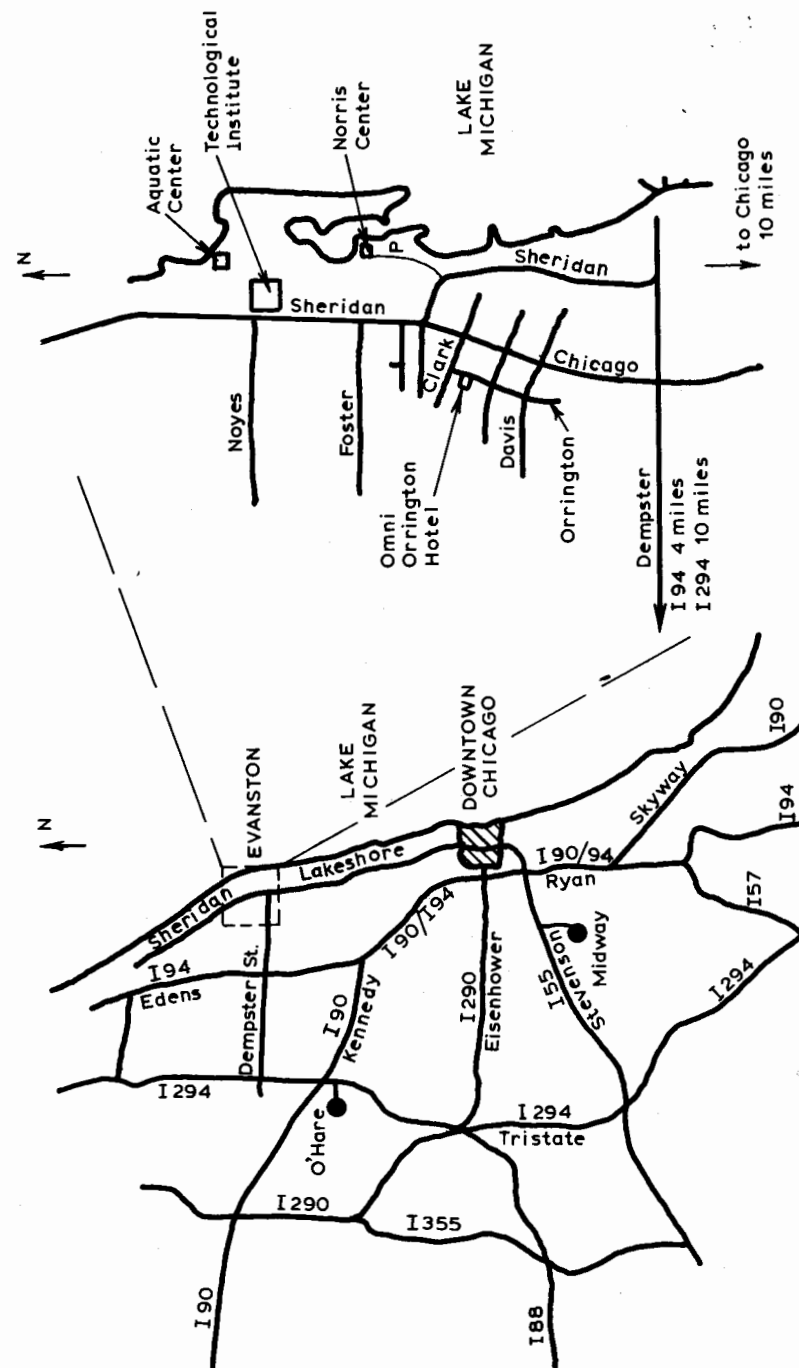 N
Aquatic
Center
Technological
Institute
Norris
Center
LAKE
MICHIGAN
P
Sheridan
Sheridan
Noyes
Foster
Clark
Chicago
Davis
Omni
Orrington
Hotel
Orrington
Dempster
I94 4 miles
I294 10 miles
to Chicago
10 miles
N
EVANSTON
LAKE
MICHIGAN
DOWNTOWN
CHICAGO
Sheridan
Lakeshore
I94
Edens
Dempster St.
I90/I94
I90
Kennedy
I294
O'Hare
I290
Eisenhower
I90/94
Ryan
Skyway
I90
I94
I57
I294
I55
Stevenson
Midway
I294
Tristate
I290
I355
I90
I88